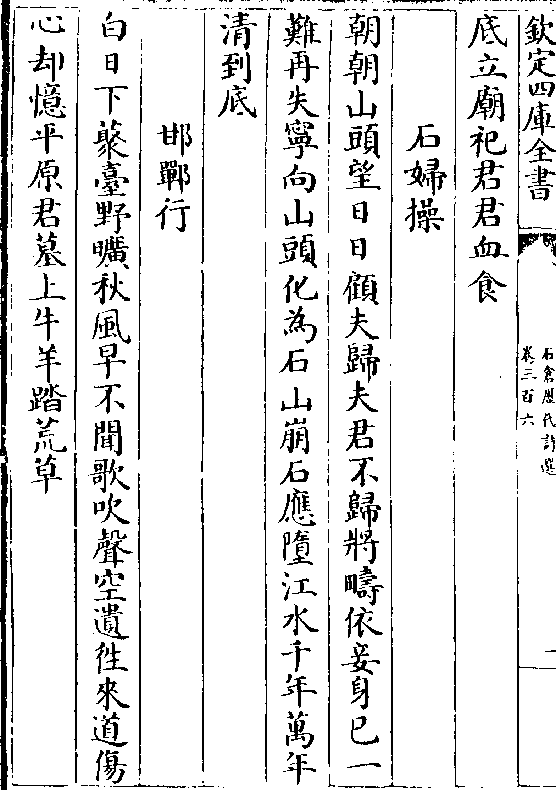 欽定四庫全書
石倉歷代詩選
卷三百六
一
底立廟祀君君血食
石婦操
朝朝山頭望日日顧夫歸夫君不歸將疇依妾身已一
難再失寧向山頭化為石山崩石應墮江水千年萬年
清到底
邯鄲行
白日下藂臺野曠秋風早不聞歌吹聲空遺徃來道傷
心却憶平原君墓上牛羊踏荒草